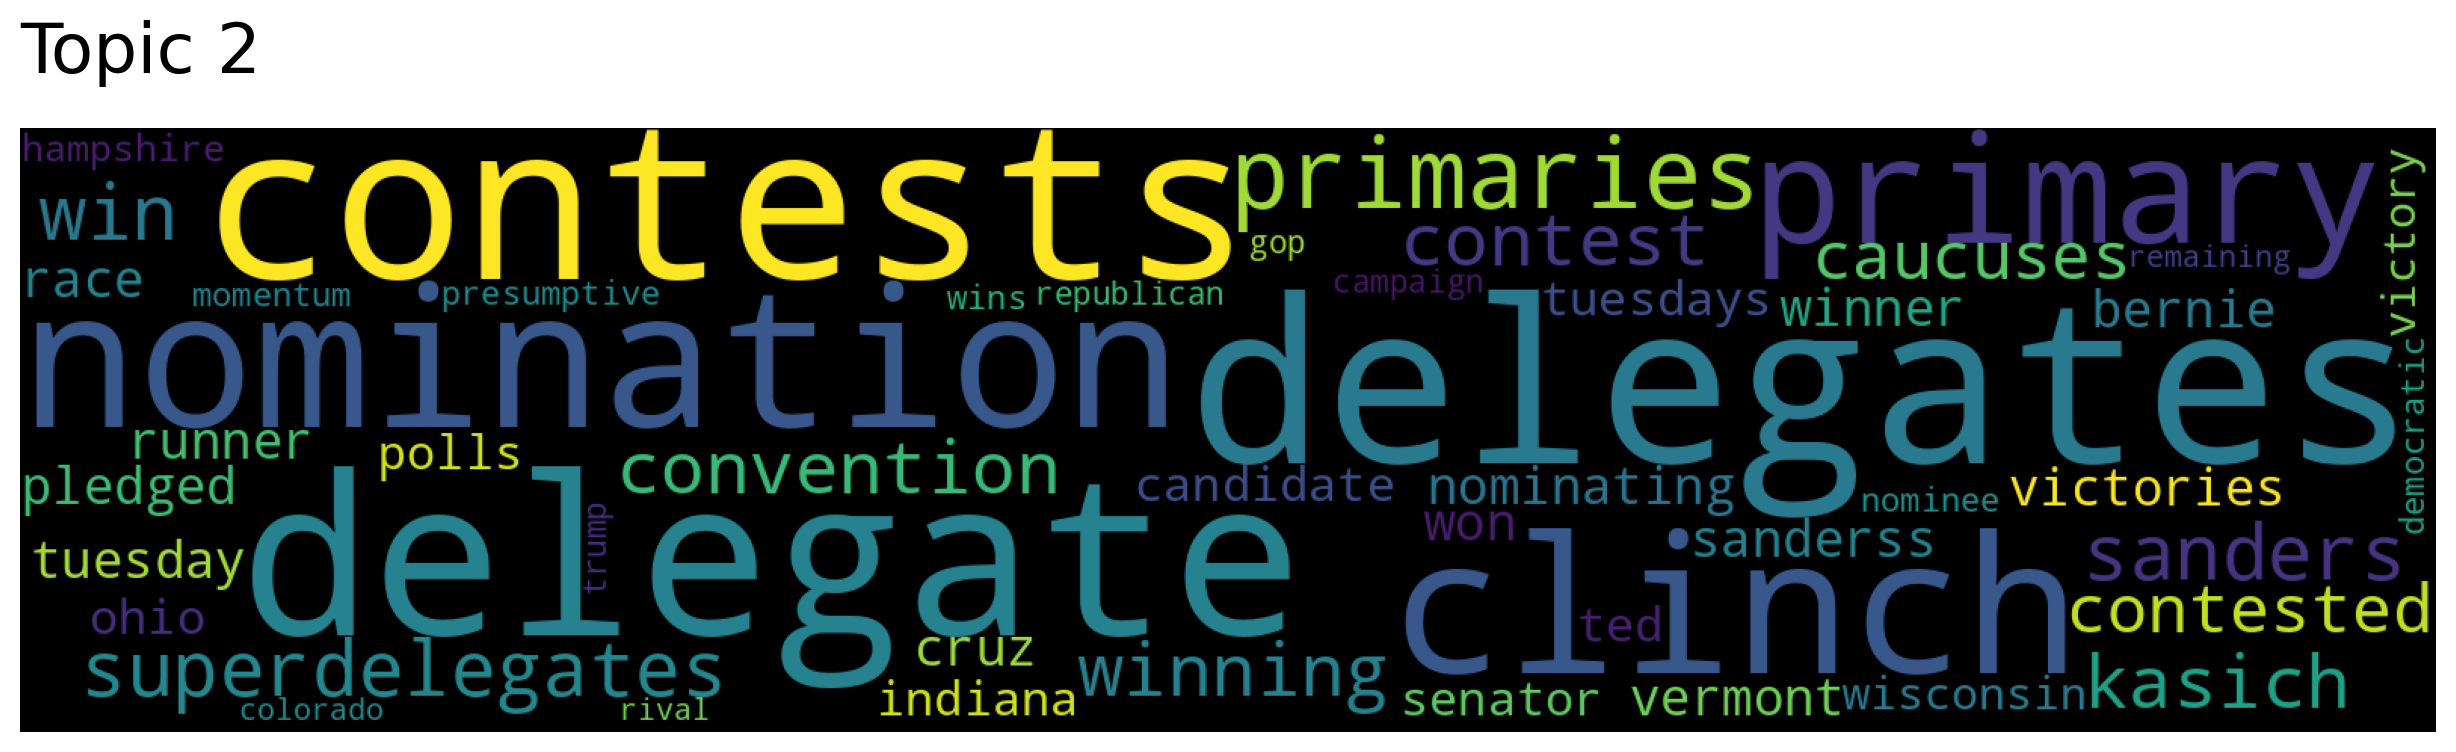 Topic 2
hampshire
contests
primaries
primary
victory
win
contest
gop
caucuses
remaining
race
momentum
presumptive
wins
republican
campaign
tuesdays
winner
bernie
nomination
delegates
democratic
runner
polls
convention
pledged
candidate
nominating
nominee
victories
delegate
trump
won
clinch
sanderss
sanders
tuesday
ohio
ted
contested
superdelegates
cruz
winning
kasich
colorado
rival
indiana
senator
vermont
wisconsin